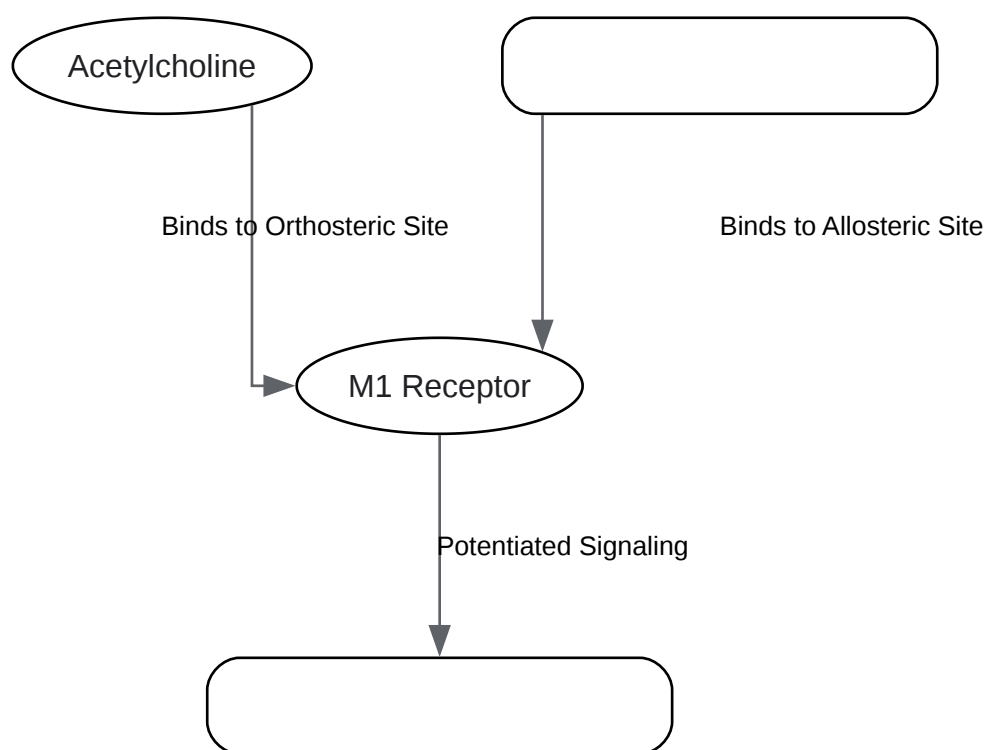 Acetylcholine
Binds to Orthosteric Site
Binds to Allosteric Site
M1 Receptor
Potentiated Signaling